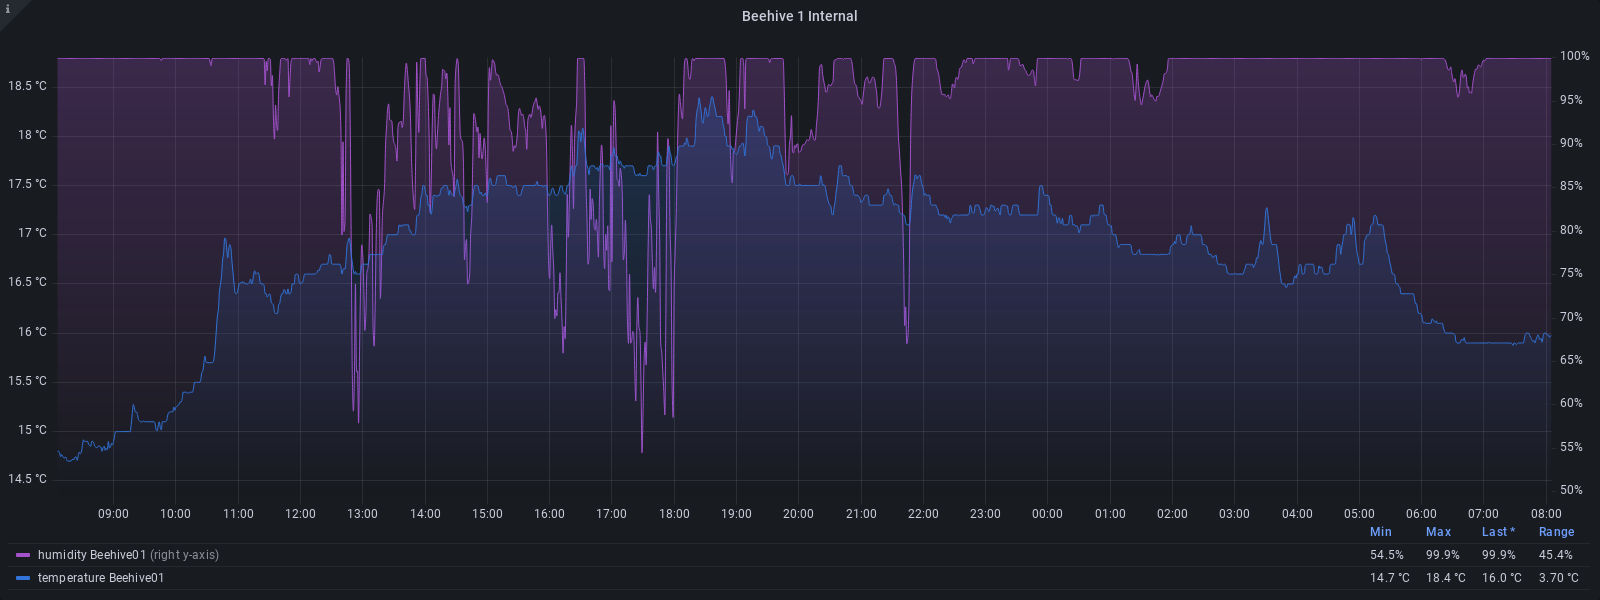 i
Beehive 1 Internal
18.5 °C
18 °C
17.5 °C
17 °C
16.5 °C
16 °C
15.5 °C
15 °C
14.5 °C
100%
95%
90%
85%
80%
75%
70%
65%
60%
55%
50%
09:00 10:00 11:00 12:00 13:00 14:00 15:00 16:00 17:00 18:00 19:00 20:00 21:00 22:00 23:00 00:00 01:00 02:00 03:00 04:00 05:00 06:00 07:00 08:00
Min Max Last * Range
humidity Beehive01 (right y-axis) 54.5% 99.9% 99.9% 45.4%
temperature Beehive01 14.7 °C 18.4 °C 16.0 °C 3.70 °C